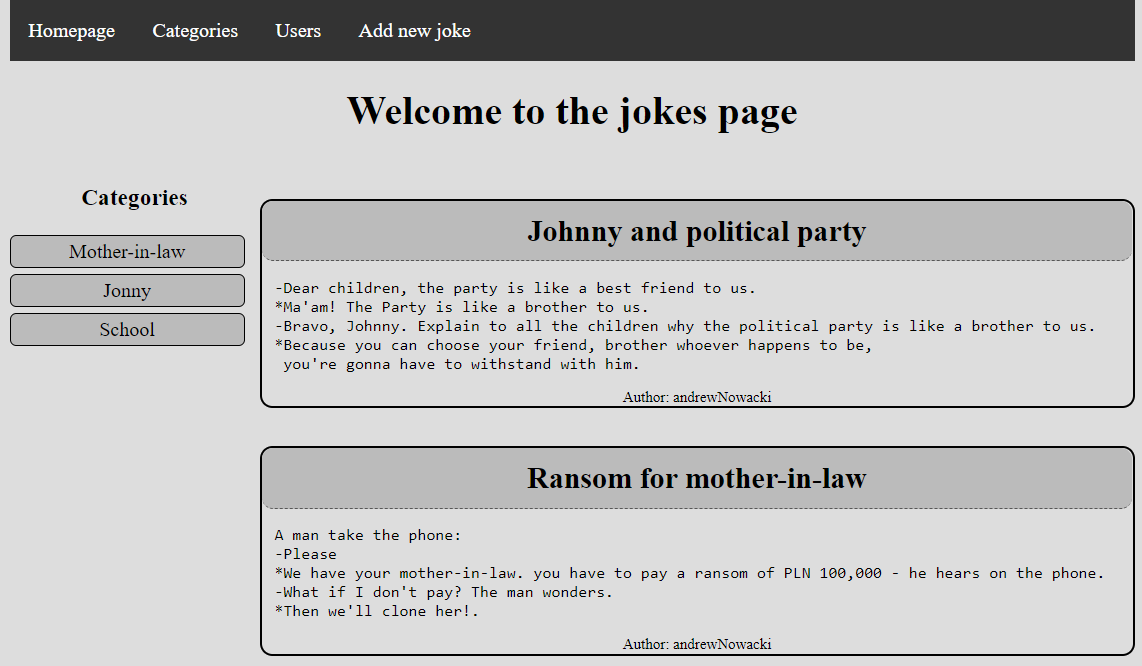 Homepage Categories Users Add new joke
Welcome to the jokes page
Categories
Mother-in-law
Jonny
School
Johnny and political party
-Dear children, the party is like a best friend to us.
*Ma'am! The Party is like a brother to us.
-Bravo, Johnny. Explain to all the children why the political party is like a brother to us.
*Because you can choose your friend, brother whoever happens to be,
you're gonna have to withstand with him.
Author: andrewNowacki
Ransom for mother-in-law
A man take the phone:
-Please
*We have your mother-in-law. you have to pay a ransom of PLN 100,000 - he hears on the phone.
-What if I don't pay? The man wonders.
*Then we'll clone her!.
Author: andrewNowacki